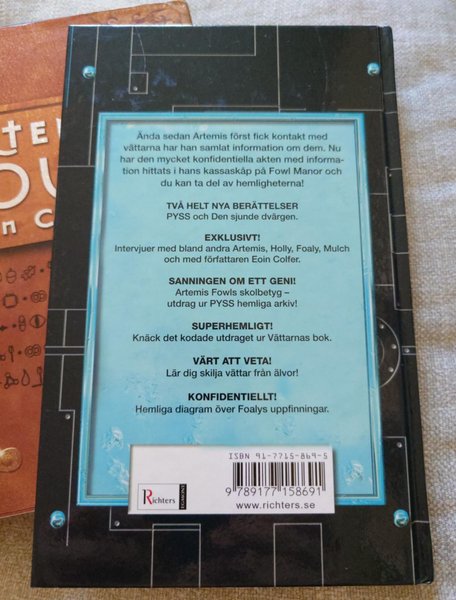 Ända sedan Artemis först fick kontakt med
vättarna har han samlat information om dem. Nu
har den mycket konfidentiella akten med informa-
tion hittats i hans kassaskåp på Fowl Manor och
du kan ta del av hemligheterna!
TVÅ HELT NYA BERÄTTELSER
PYSS och Den sjunde dvärgen.
EXKLUSIVT!
Intervjuer med bland andra Artemis, Holly, Foaly, Mulch
och med författaren Eoin Colfer.
SANNINGEN OM ETT GENI!
Artemis Fowls skolbetyg –
utdrag ur PYSS hemliga arkiv!
SUPERHEMLIGT!
Knäck det kodade utdraget ur Vättarnas bok.
VÄRT ATT VETA!
Lär dig skilja vättar från älvor!
KONFIDENTIELLT!
Hemliga diagram över Foalys uppfinningar.
ISBN 91-7715-869-5
9 789177 158691
www.richters.se
Richters
EGMONT